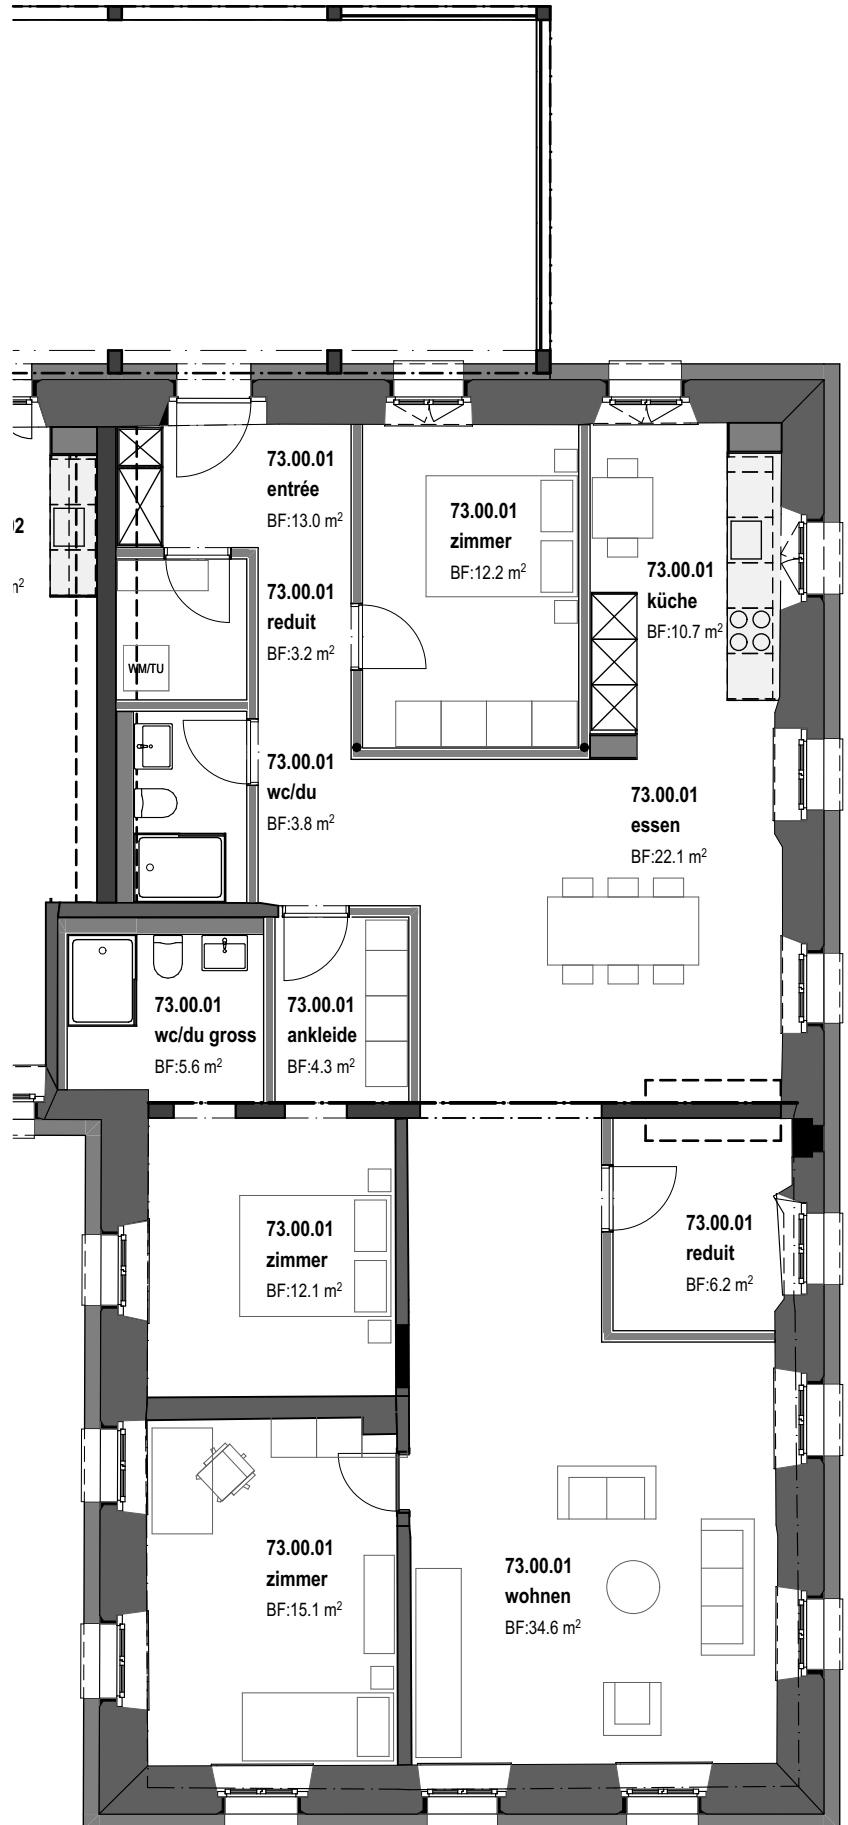 73.00.01
entrée
BF:13.0 m²
73.00.01
zimmer
BF:12.2 m²
02
m²
73.00.01
küche
BF:10.7 m²
73.00.01
reduit
BF:3.2 m²
WM/TU
73.00.01
wc/du
BF:3.8 m²
73.00.01
essen
BF:22.1 m²
73.00.01
wc/du gross
BF:5.6 m²
73.00.01
ankleide
BF:4.3 m²
73.00.01
zimmer
BF:12.1 m²
73.00.01
reduit
BF:6.2 m²
73.00.01
zimmer
BF:15.1 m²
73.00.01
wohnen
BF:34.6 m²